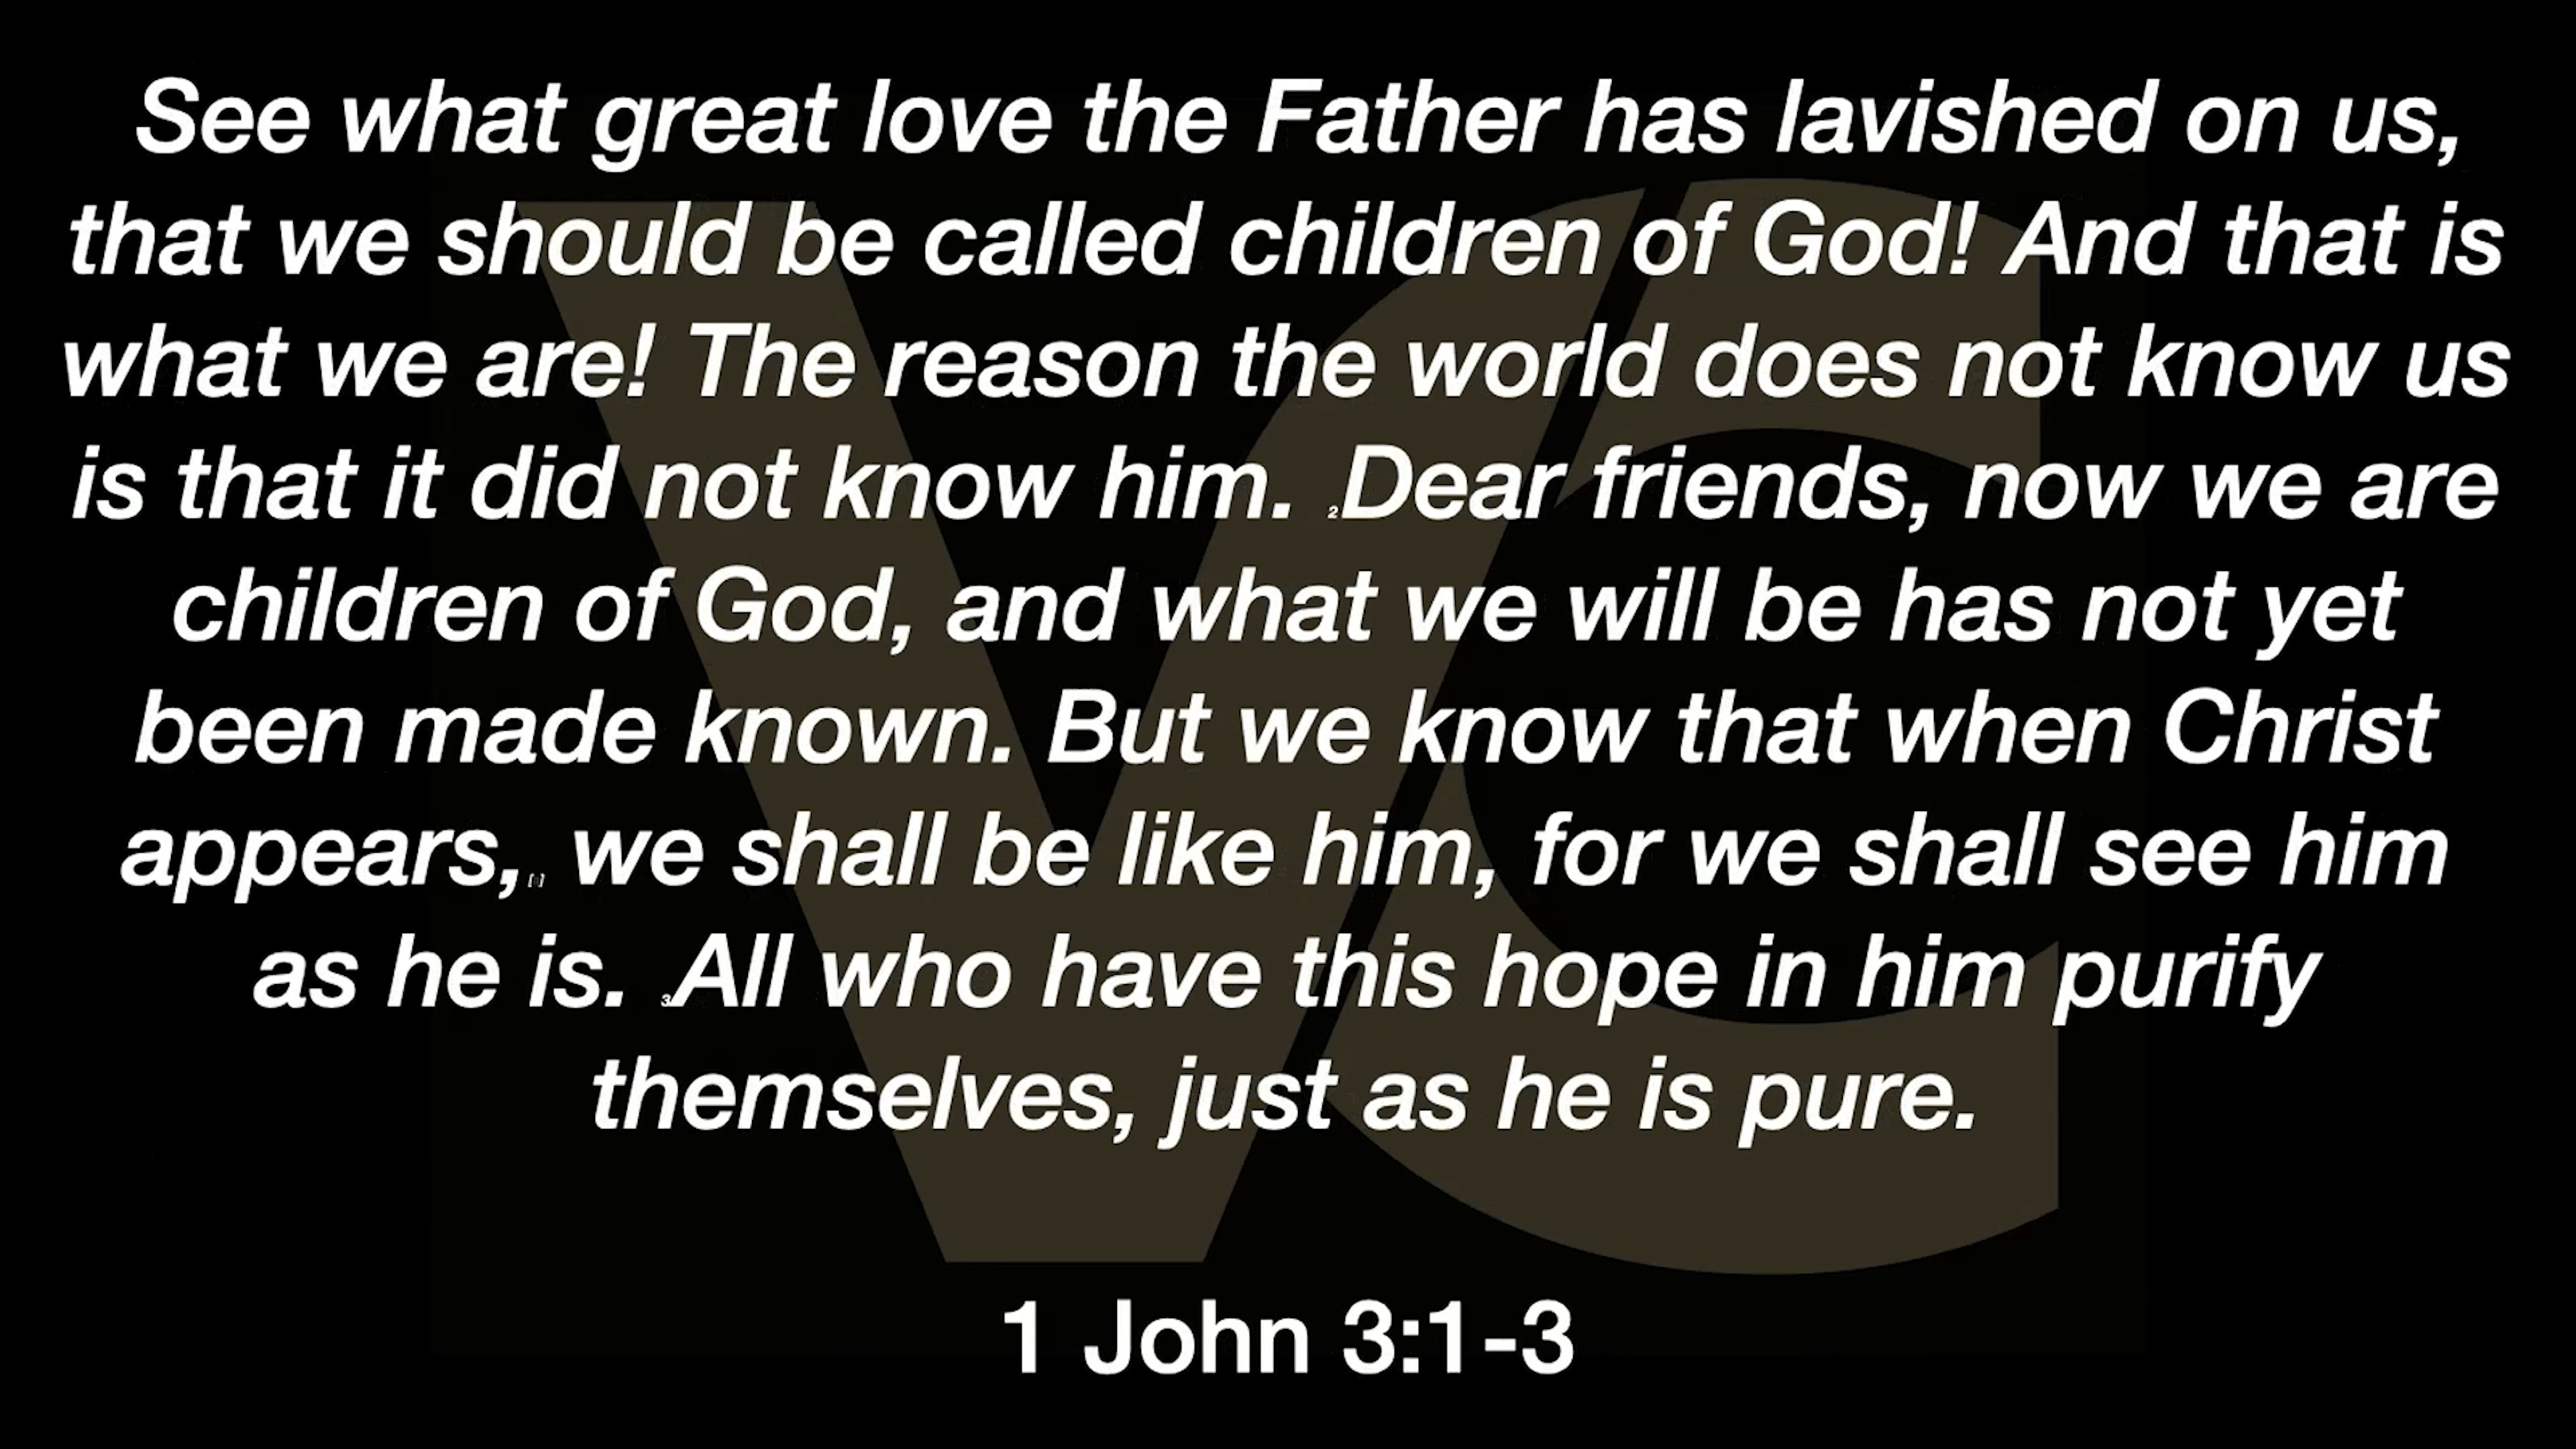 See what great love the Father has lavished on us,
that we should be called children of God! And that is
what we are! The reason the world does not know us
is that it did not know him. 2Dear friends, now we are
children of God, and what we will be has not yet
been made known. But we know that when Christ
appears,[] we shall be like him, for we shall see him
as he is. 3All who have this hope in him purify
themselves, just as he is pure.
1 John 3:1-3
VC